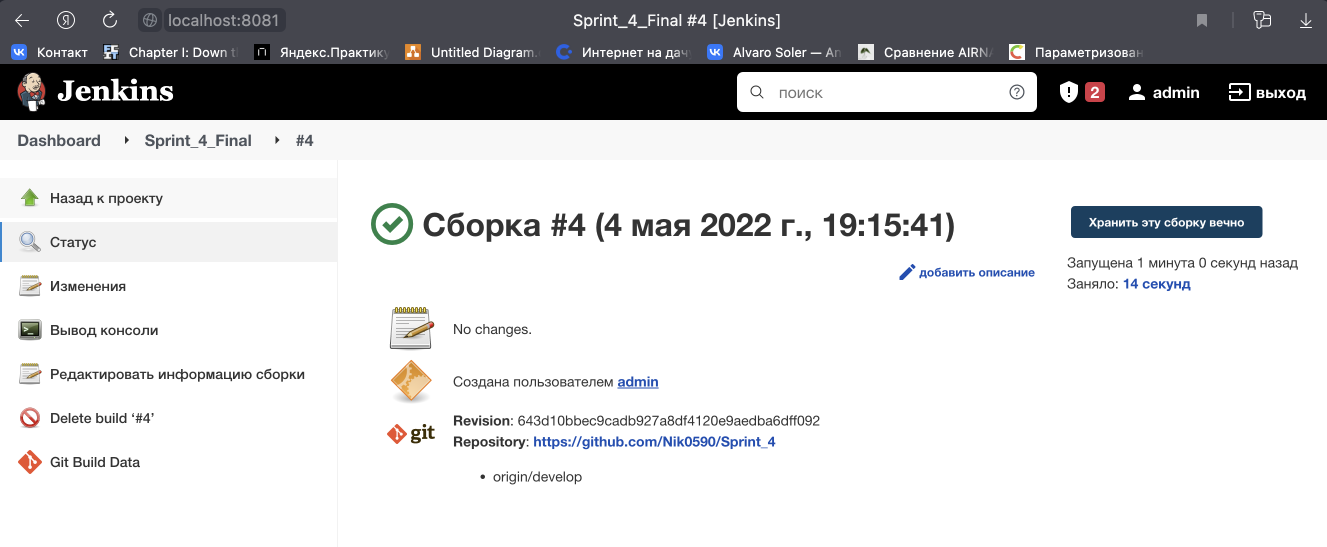 localhost:8081
Sprint_4_Final #4 [Jenkins]
Контакт
Chapter I: Down t
Яндекс.Практику
Untitled Diagram.
Интернет на дач
Alvaro Soler — An
Сравнение AIRN
Параметризован
Jenkins
поиск
2
admin
выход
Dashboard
Sprint_4_Final
#4
Назад к проекту
Статус
Изменения
Вывод консоли
Редактировать информацию сборки
Delete build ‘#4’
Git Build Data
Сборка #4 (4 мая 2022 г., 19:15:41)
Хранить эту сборку вечно
добавить описание
Запущена 1 минута 0 секунд назад
Заняло: 14 секунд
No changes.
Создана пользователем admin
git
Revision: 643d10bbec9cadb927a8df4120e9aedba6dff092
Repository: https://github.com/Nik0590/Sprint_4
• origin/develop